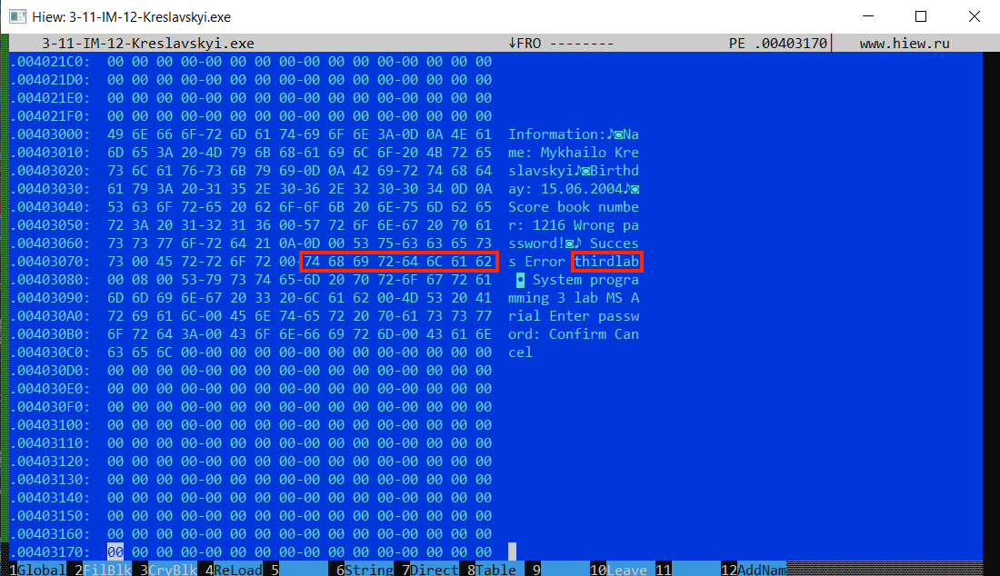 Hiew: 3-11-IM-12-Kreslavskyi.exe
3-11-IM-12-Kreslavskyi.exe ↓FRO -------- PE .00403170 www.hiew.ru
.004021C0: 00 00 00 00-00 00 00 00-00 00 00 00-00 00 00 00
.004021D0: 00 00 00 00-00 00 00 00-00 00 00 00-00 00 00 00
.004021E0: 00 00 00 00-00 00 00 00-00 00 00 00-00 00 00 00
.004021F0: 00 00 00 00-00 00 00 00-00 00 00 00-00 00 00 00
.00403000: 49 6E 66 6F-72 6D 61 74-69 6F 6E 3A-0D 0A 4E 61 Information:♪◙Na
.00403010: 6D 65 3A 20-4D 79 6B 68-61 69 6C 6F-20 4B 72 65 me: Mykhailo Kre
.00403020: 73 6C 61 76-73 6B 79 69-0D 0A 42 69-72 74 68 64 slavskyi♪◙Birthd
.00403030: 61 79 3A 20-31 35 2E 30-36 2E 32 30-30 34 0D 0A ay: 15.06.2004♪◙
.00403040: 53 63 6F 72-65 20 62 6F-6F 6B 20 6E-75 6D 62 65 Score book numbe
.00403050: 72 3A 20 31-32 31 36 00-57 72 6F 6E-67 20 70 61 r: 1216 Wrong pa
.00403060: 73 73 77 6F-72 64 21 0A-0D 00 53 75-63 63 65 73 ssword!◙♪ Succes
.00403070: 73 00 45 72-72 6F 72 00-74 68 69 72-64 6C 61 62 s Error thirdlab
.00403080: 00 08 00 53-79 73 74 65-6D 20 70 72-6F 67 72 61 ◘ System progra
.00403090: 6D 6D 69 6E-67 20 33 20-6C 61 62 00-4D 53 20 41 mming 3 lab MS A
.004030A0: 72 69 61 6C-00 45 6E 74-65 72 20 70-61 73 73 77 rial Enter passw
.004030B0: 6F 72 64 3A-00 43 6F 6E-66 69 72 6D-00 43 61 6E ord: Confirm Can
.004030C0: 63 65 6C 00-00 00 00 00-00 00 00 00-00 00 00 00 cel
.004030D0: 00 00 00 00-00 00 00 00-00 00 00 00-00 00 00 00
.004030E0: 00 00 00 00-00 00 00 00-00 00 00 00-00 00 00 00
.004030F0: 00 00 00 00-00 00 00 00-00 00 00 00-00 00 00 00
.00403100: 00 00 00 00-00 00 00 00-00 00 00 00-00 00 00 00
.00403110: 00 00 00 00-00 00 00 00-00 00 00 00-00 00 00 00
.00403120: 00 00 00 00-00 00 00 00-00 00 00 00-00 00 00 00
.00403130: 00 00 00 00-00 00 00 00-00 00 00 00-00 00 00 00
.00403140: 00 00 00 00-00 00 00 00-00 00 00 00-00 00 00 00
.00403150: 00 00 00 00-00 00 00 00-00 00 00 00-00 00 00 00
.00403160: 00 00 00 00-00 00 00 00-00 00 00 00-00 00 00 00
.00403170: 00 00 00 00-00 00 00 00-00 00 00 00-00 00 00 00
1Global 2FilBlk 3CryBlk 4ReLoad 5 6String 7Direct 8Table 9 10Leave 11 12AddNam